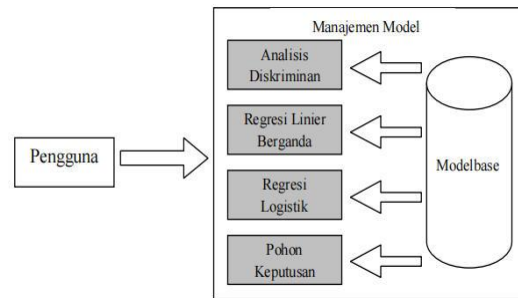 Manajemen Model
Analisis
Diskriminan
Regresi Linier
Berganda
Pengguna
Modelbase
Regresi
Logistik
Pohon
Keputusan